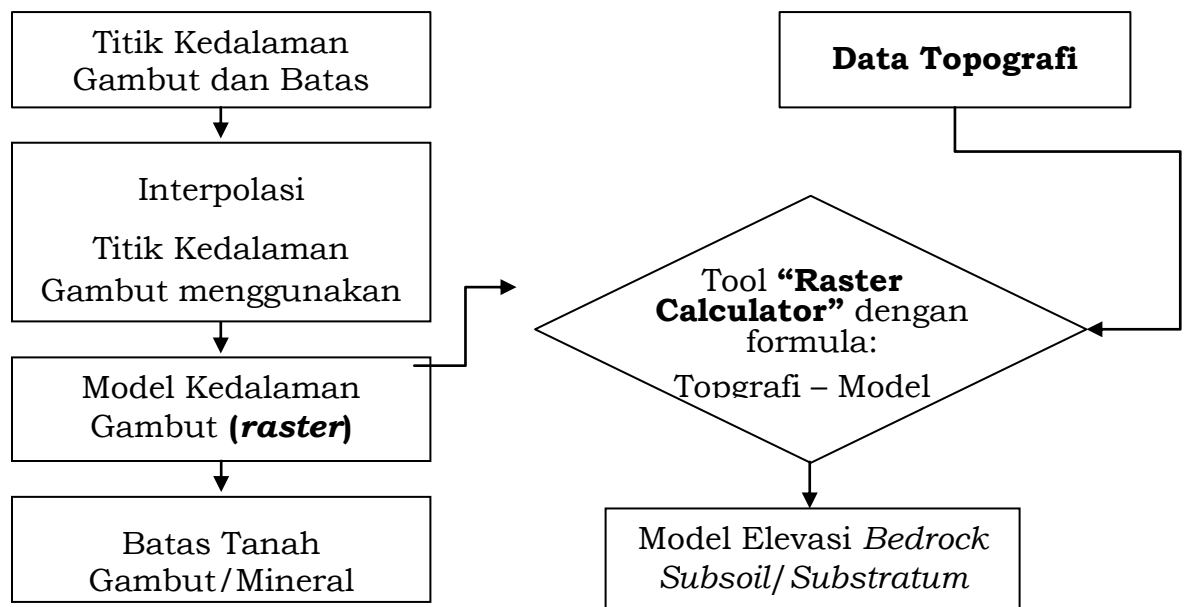 Titik Kedalaman
Gambut dan Batas
Interpolasi
Titik Kedalaman
Gambut menggunakan
Model Kedalaman
Gambut (raster)
Batas Tanah
Gambut/Mineral
Data Topografi
Tool “Raster
Calculator” dengan
formula:
Topgrafi – Model
Model Elevasi Bedrock
Subsoil/Substratum